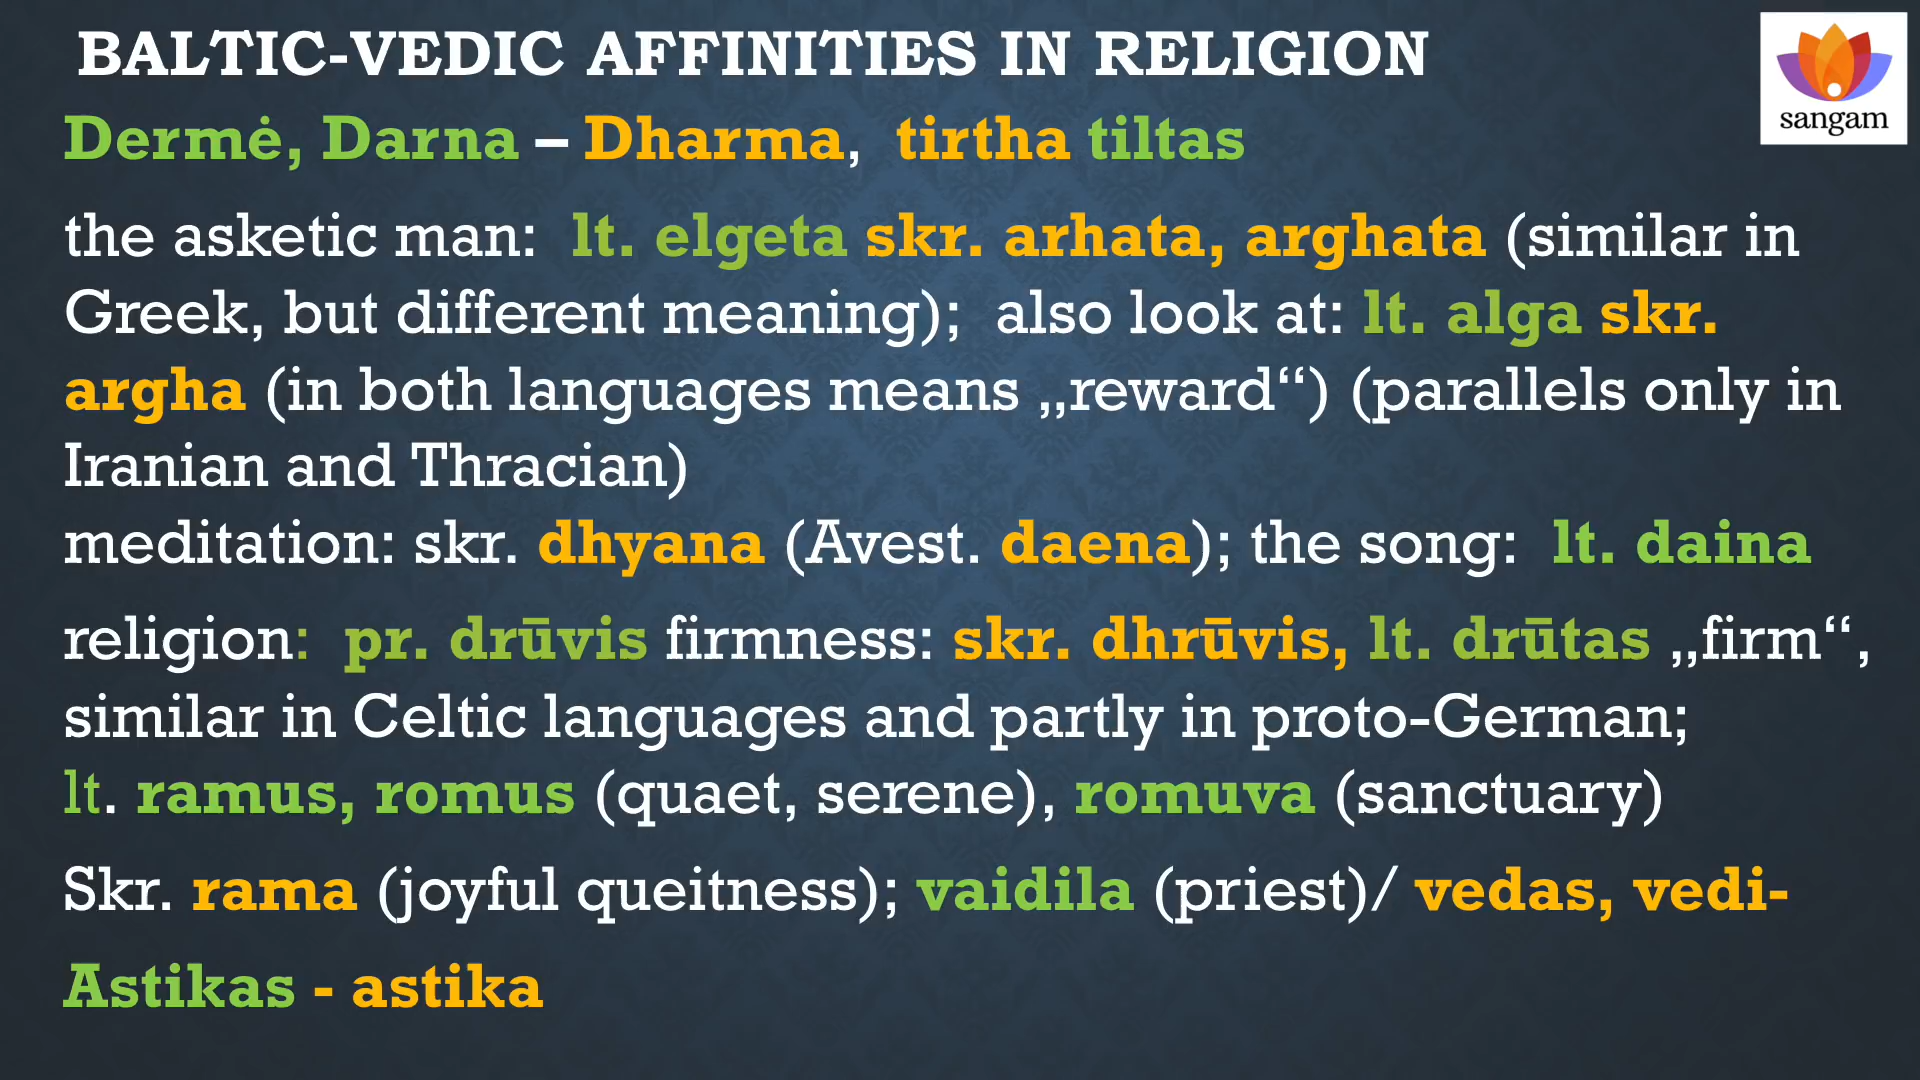 BALTIC-VEDIC AFFINITIES IN RELIGION
sangam
Dermė, Darna – Dharma, tirtha tiltas
the asketic man: lt. elgeta skr. arhata, arghata (similar in
Greek, but different meaning); also look at: lt. alga skr.
argha (in both languages means „reward“) (parallels only in
Iranian and Thracian)
meditation: skr. dhyana (Avest. daena); the song: lt. daina
religion: pr. drūvis firmness: skr. dhrūvis, lt. drūtas „firm“,
similar in Celtic languages and partly in proto-German;
lt. ramus, romus (quaet, serene), romuva (sanctuary)
Skr. rama (joyful queitness); vaidila (priest)/ vedas, vedi-
Astikas - astika